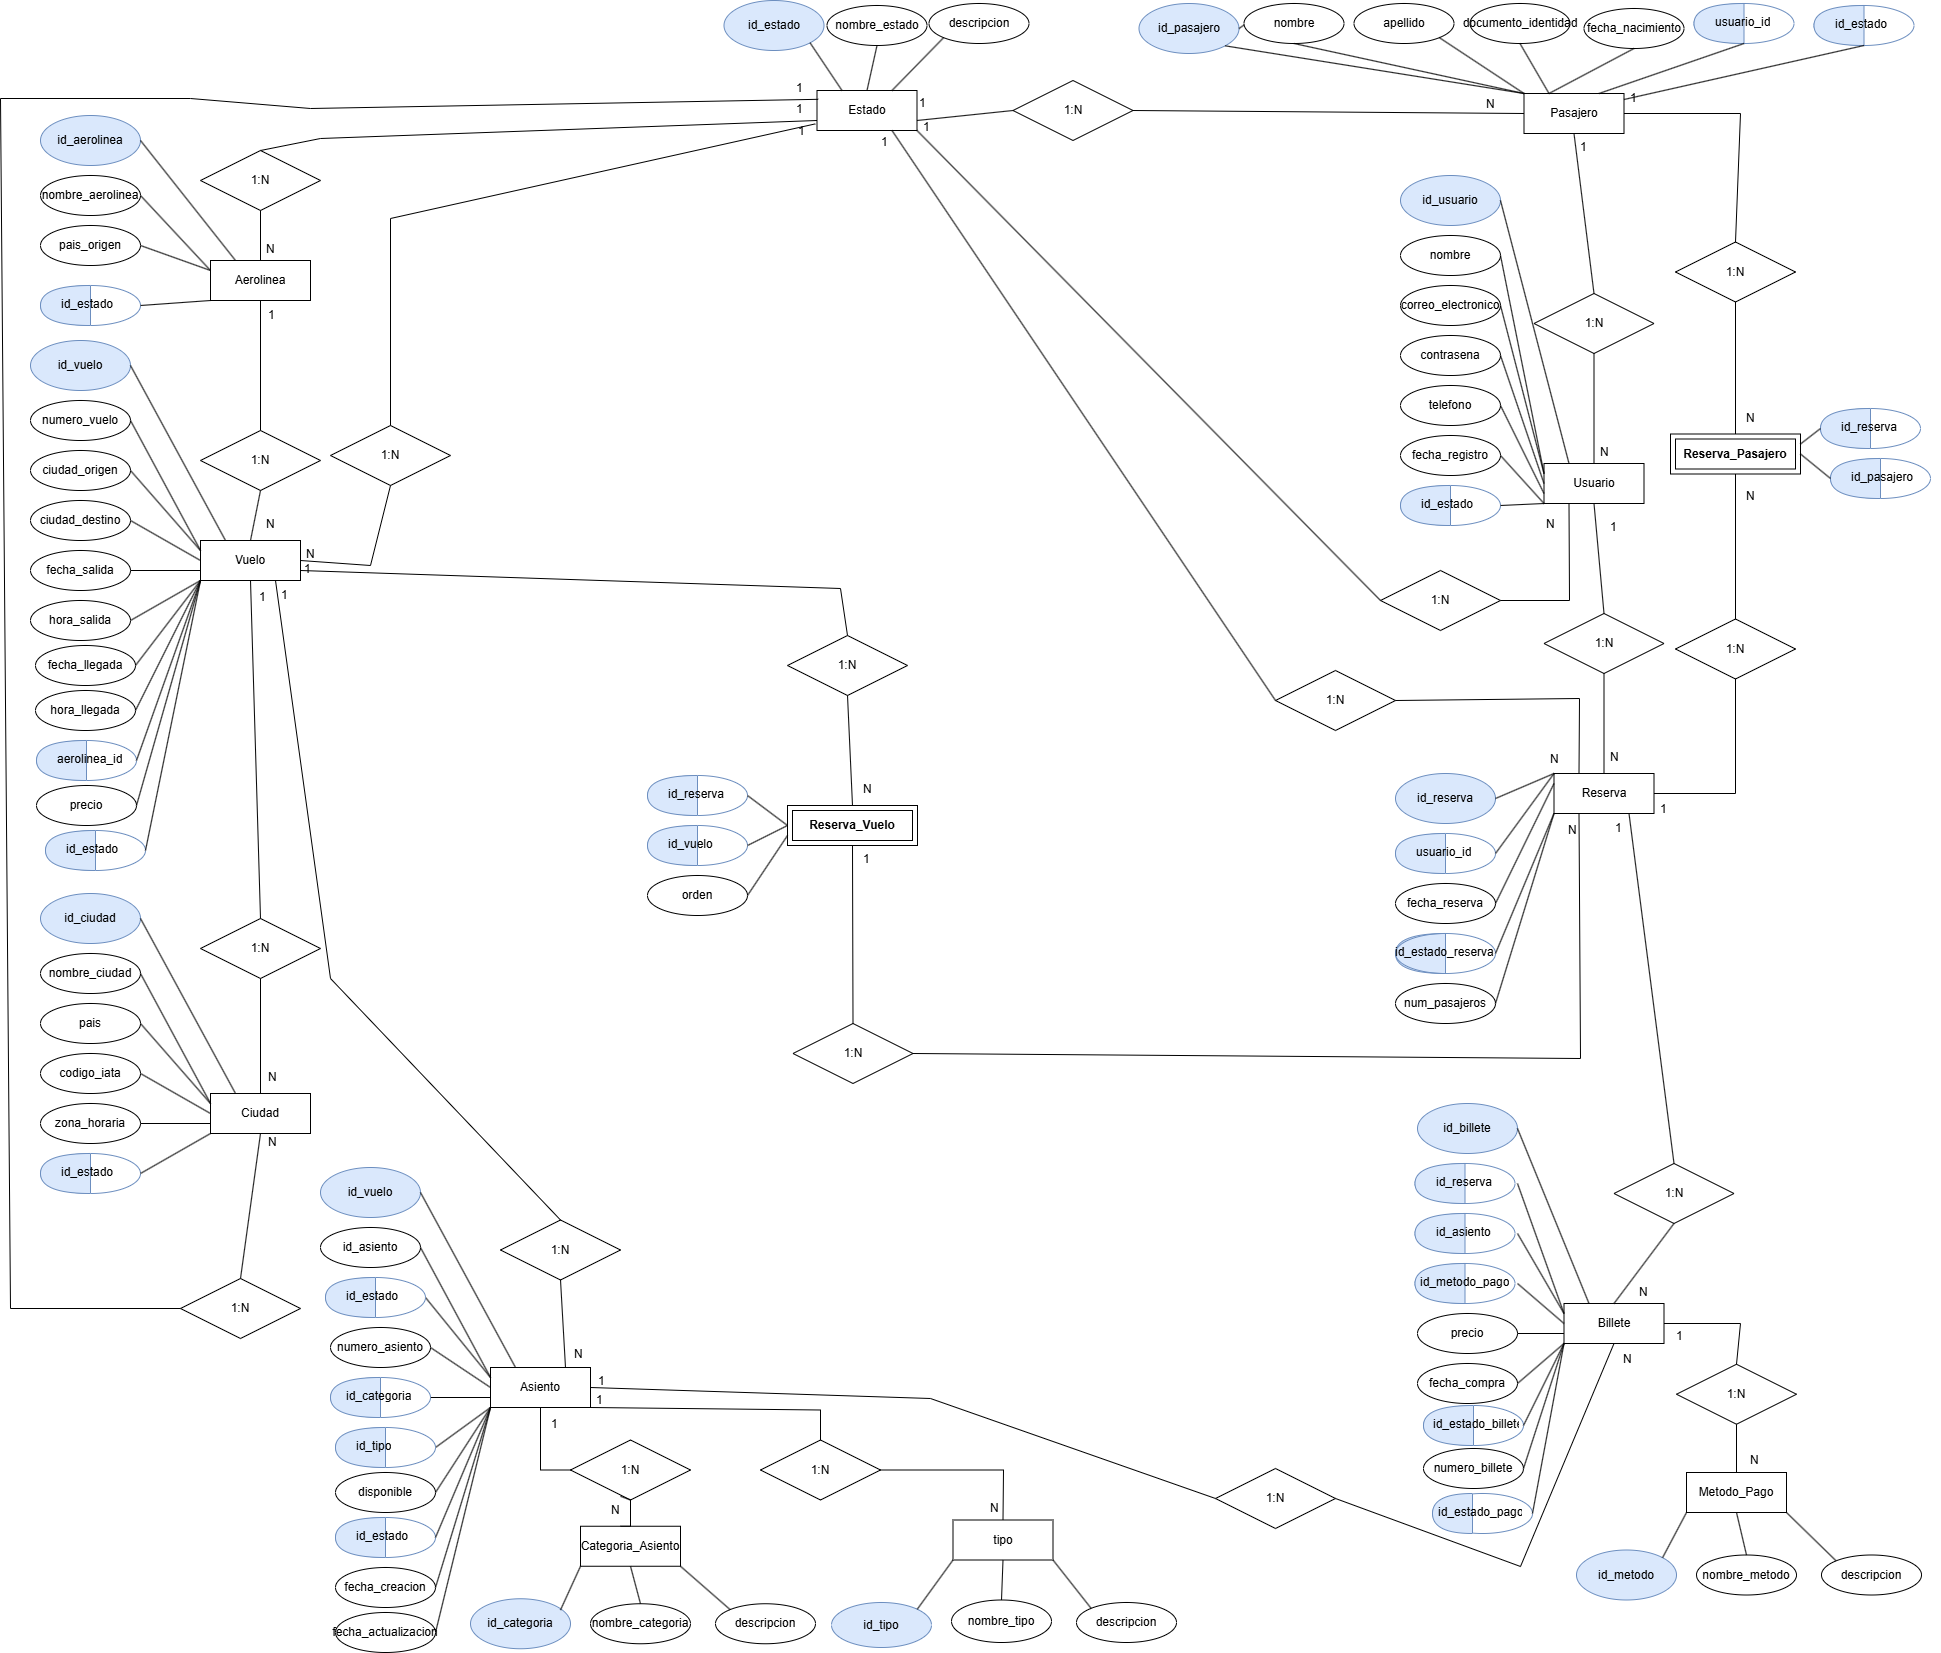 id_estado
nombre_estado
descripcion
id_pasajero
nombre
apellido
documento_identidad
fecha_nacimiento
usuario_id
id_estado
1
1
1
Estado
1
1
1
1:N
N
Pasajero
1
1
id_aerolinea
nombre_aerolinea
pais_origen
id_estado
1:N
N
Aerolinea
1
id_usuario
nombre
correo_electronico
contrasena
telefono
fecha_registro
id_estado
1:N
1:N
N
N
Usuario
1
N
Reserva_Pasajero
N
id_reserva
id_pasajero
id_vuelo
numero_vuelo
ciudad_origen
ciudad_destino
fecha_salida
hora_salida
fecha_llegada
hora_llegada
aerolinea_id
precio
id_estado
1:N
1:N
N
Vuelo
N
1
1
1
1:N
1:N
1:N
1:N
1:N
N
N
Reserva
1
N
1
id_reserva
id_vuelo
orden
N
Reserva_Vuelo
1
id_reserva
usuario_id
fecha_reserva
id_estado_reserva
num_pasajeros
id_ciudad
nombre_ciudad
pais
codigo_iata
zona_horaria
id_estado
1:N
N
Ciudad
N
1:N
1:N
1:N
1:N
id_vuelo
id_asiento
id_estado
numero_asiento
id_categoria
id_tipo
disponible
id_estado
fecha_creacion
fecha_actualizacion
N
Asiento
1
1
1
1:N
1:N
1:N
N
Categoria_Asiento
N
tipo
id_categoria
nombre_categoria
descripcion
id_tipo
nombre_tipo
descripcion
id_billete
id_reserva
id_asiento
id_metodo_pago
precio
fecha_compra
id_estado_billete
numero_billete
id_estado_pago
N
Billete
1
N
1:N
N
Metodo_Pago
id_metodo
nombre_metodo
descripcion